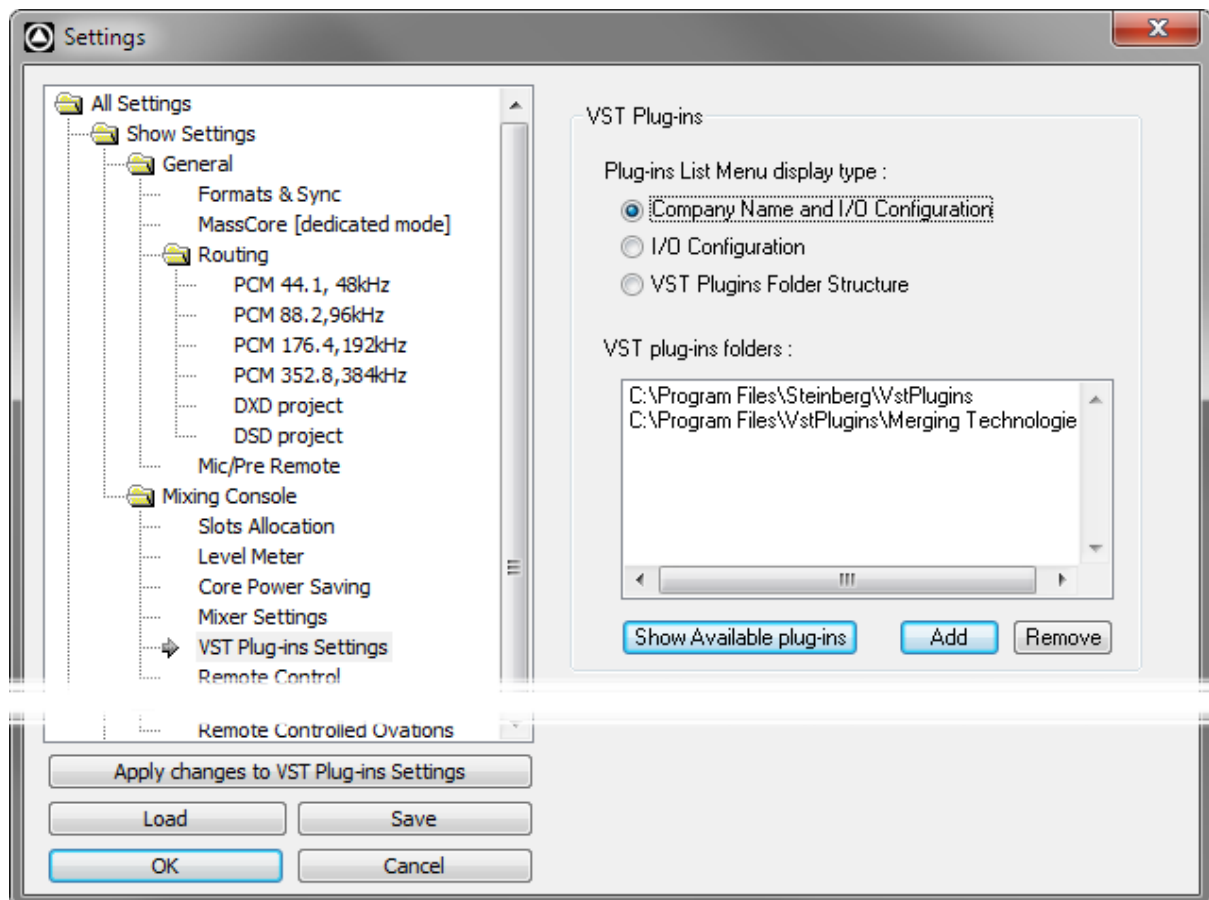 Settings
All Settings
Show Settings
General
Formats & Sync
MassCore [dedicated mode]
Routing
PCM 44.1, 48kHz
PCM 88.2,96kHz
PCM 176.4,192kHz
PCM 352.8,384kHz
DXD project
DSD project
Mic/Pre Remote
Mixing Console
Slots Allocation
Level Meter
Core Power Saving
Mixer Settings
VST Plug-ins Settings
Remote Control
Remote Controlled Ovations
Apply changes to VST Plug-ins Settings
Load
Save
OK
Cancel
VST Plug-ins
Plug-ins List Menu display type :
Company Name and I/O Configuration
I/O Configuration
VST Plugins Folder Structure
VST plug-ins folders :
C:\Program Files\Steinberg\VstPlugins
C:\Program Files\VstPlugins\Merging Technologie
Show Available plug-ins
Add
Remove